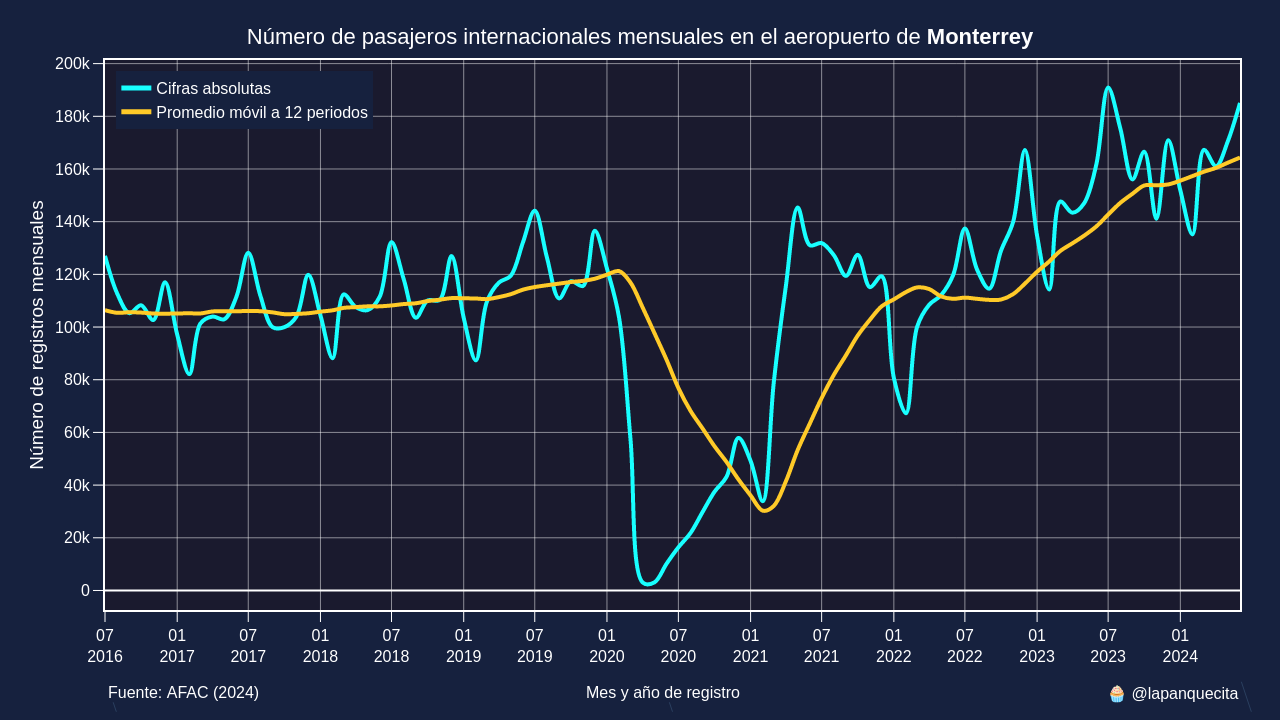 Número de pasajeros internacionales mensuales en el aeropuerto de Monterrey
Cifras absolutas
Promedio móvil a 12 periodos
Número de registros mensuales
200k
180k
160k
140k
120k
100k
80k
60k
40k
20k
0
07 01 07 01 07 01 07 01 07 01 07 01 07 01 07 01
2016 2017 2017 2018 2018 2019 2019 2020 2020 2021 2021 2022 2022 2023 2023 2024
Fuente: AFAC (2024)
Mes y año de registro
🧁 @lapanquecita